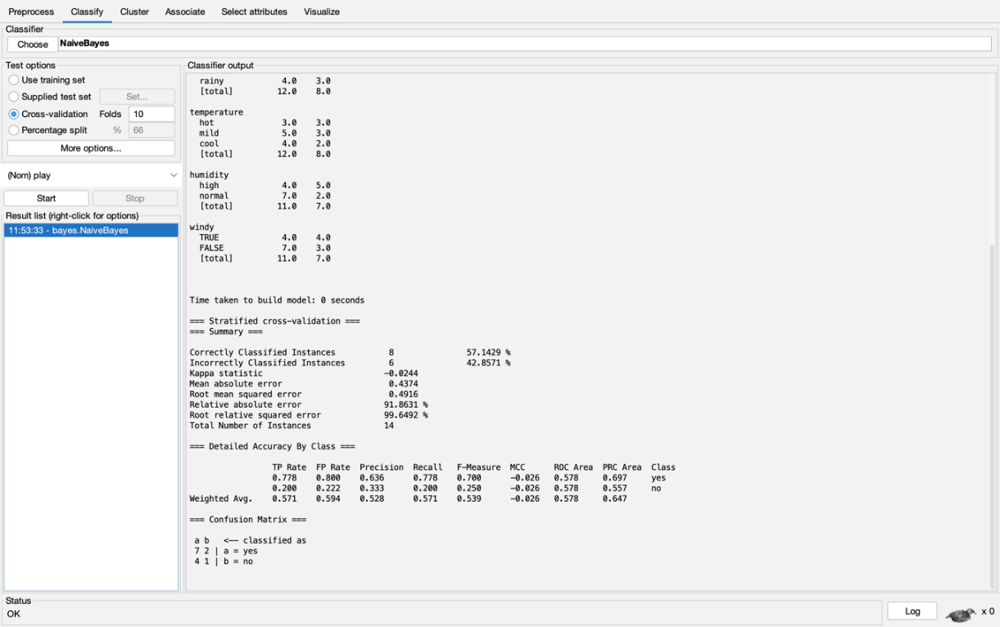 Preprocess Classify Cluster Associate Select attributes Visualize
Classifier
Choose NaiveBayes
Test options
Use training set
Supplied test set Set...
Cross-validation Folds 10
Percentage split % 66
More options...
(Nom) play
Start Stop
Result list (right-click for options)
11:53:33 - bayes.NaiveBayes
Classifier output
rainy 4.0 3.0
[total] 12.0 8.0
temperature
hot 3.0 3.0
mild 5.0 3.0
cool 4.0 2.0
[total] 12.0 8.0
humidity
high 4.0 5.0
normal 7.0 2.0
[total] 11.0 7.0
windy
TRUE 4.0 4.0
FALSE 7.0 3.0
[total] 11.0 7.0
Time taken to build model: 0 seconds
=== Stratified cross-validation ===
=== Summary ===
Correctly Classified Instances 8 57.1429 %
Incorrectly Classified Instances 6 42.8571 %
Kappa statistic -0.0244
Mean absolute error 0.4374
Root mean squared error 0.4916
Relative absolute error 91.8631 %
Root relative squared error 99.6492 %
Total Number of Instances 14
=== Detailed Accuracy By Class ===
TP Rate FP Rate Precision Recall F-Measure MCC ROC Area PRC Area Class
0.778 0.800 0.636 0.778 0.700 -0.026 0.578 0.697 yes
0.200 0.222 0.333 0.200 0.250 -0.026 0.578 0.557 no
Weighted Avg. 0.571 0.594 0.528 0.571 0.539 -0.026 0.578 0.647
=== Confusion Matrix ===
a b <-- classified as
7 2 | a = yes
4 1 | b = no
Status
OK
Log x 0